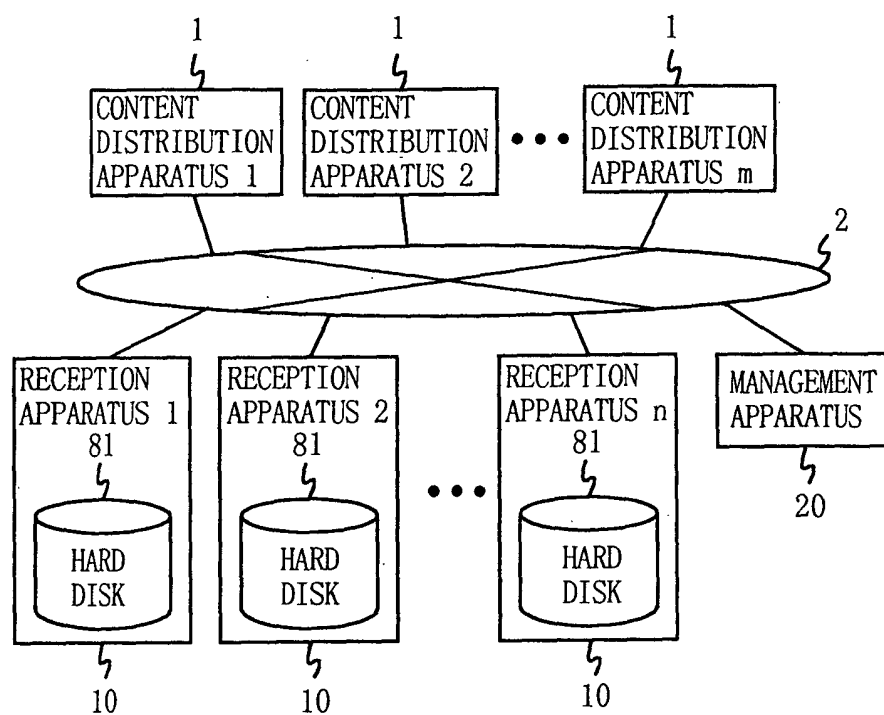 1 1 1
CONTENT
DISTRIBUTION
APPARATUS 1
CONTENT
DISTRIBUTION
APPARATUS 2
CONTENT
DISTRIBUTION
APPARATUS m
2
RECEPTION
APPARATUS 1
81
HARD
DISK
10
RECEPTION
APPARATUS 2
81
HARD
DISK
10
RECEPTION
APPARATUS n
81
HARD
DISK
10
MANAGEMENT
APPARATUS
20